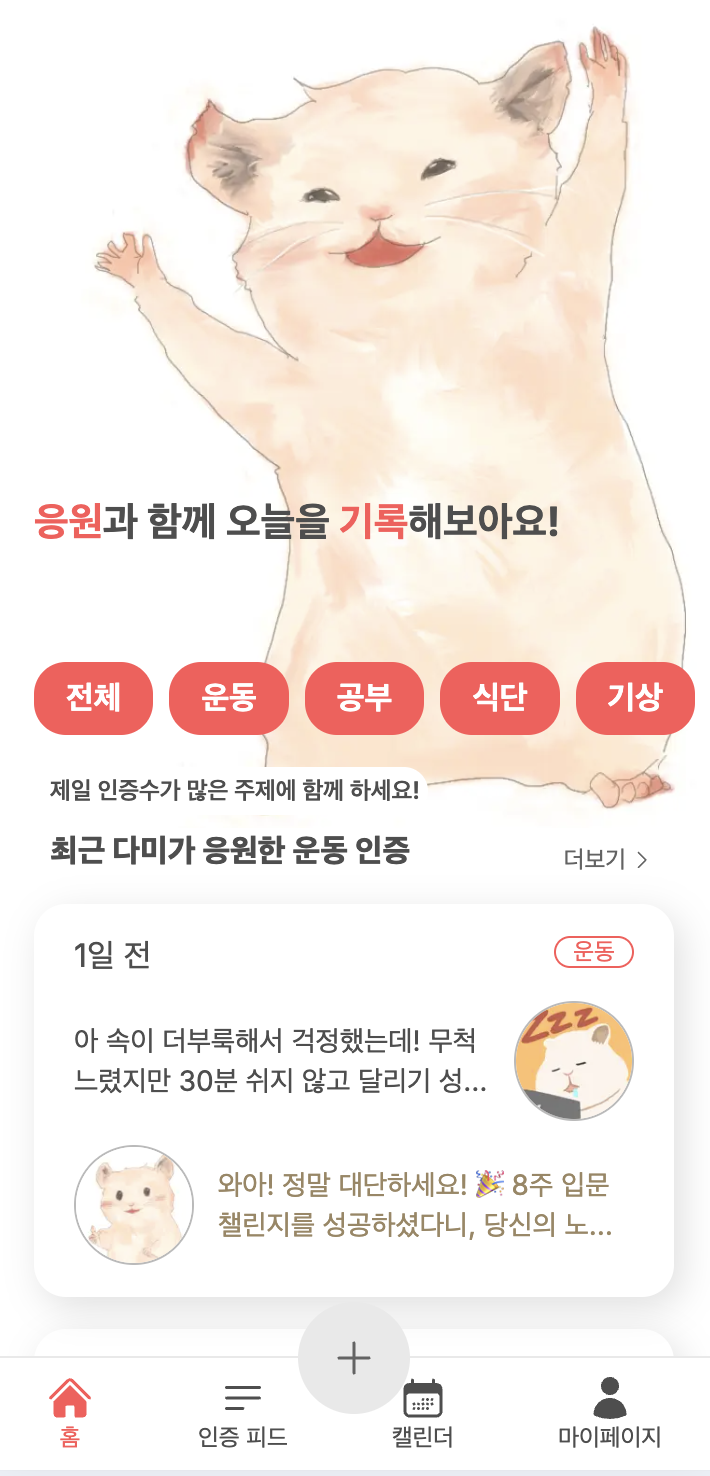 응원과 함께 오늘을 기록해보아요!
전체 운동 공부 식단 기상
제일 인증수가 많은 주제에 함께 하세요!
최근 다미가 응원한 운동 인증
더보기 >
1일 전
운동
아 속이 더부룩해서 걱정했는데! 무척
느렸지만 30분 쉬지 않고 달리기 성...
zzz
와아! 정말 대단하세요! 🎉 8주 입문
챌린지를 성공하셨다니, 당신의 노...
+
홈 인증 피드 캘린더 마이페이지